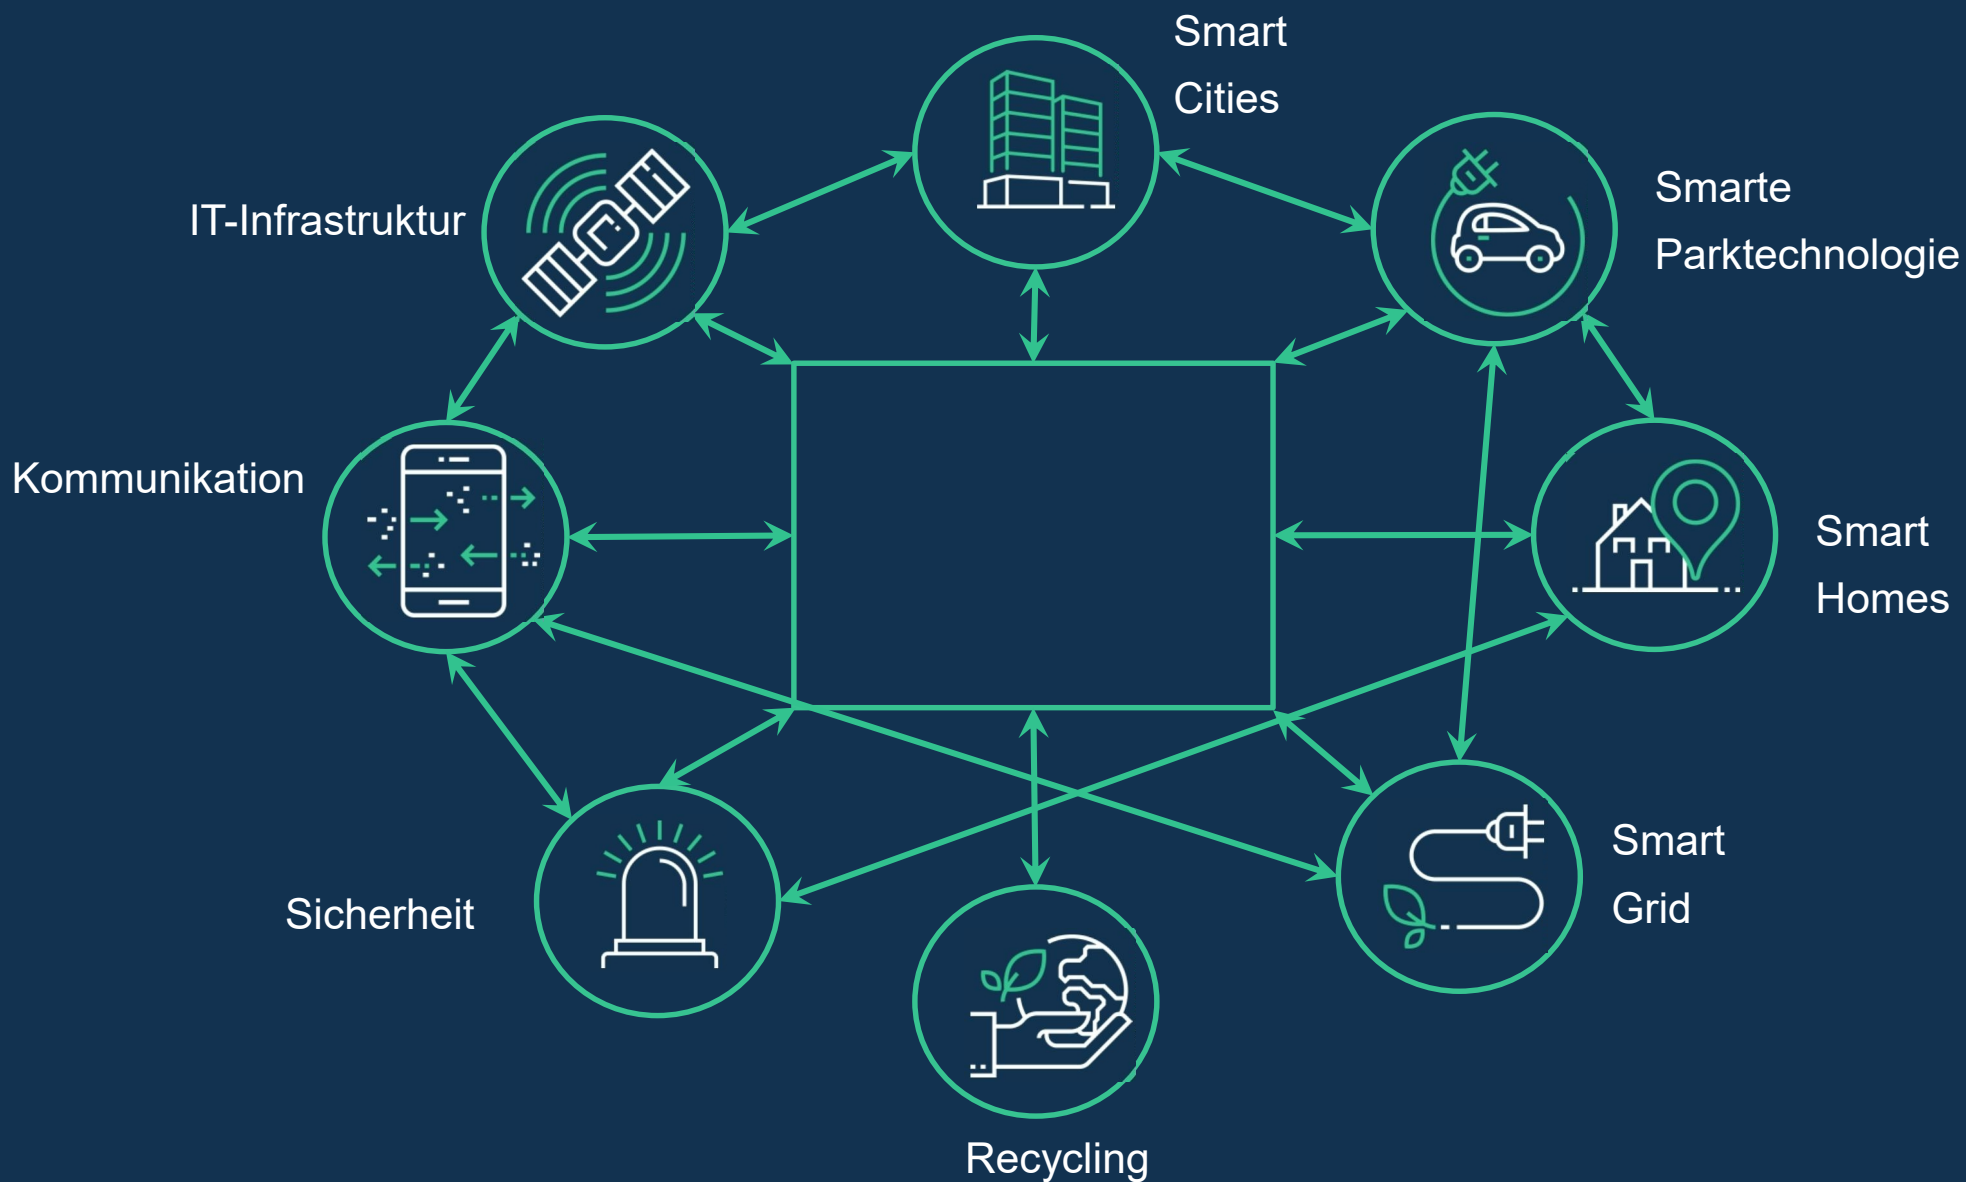 Smart
Cities
IT-Infrastruktur
Smarte
Parktechnologie
Kommunikation
Smart
Homes
Sicherheit
Smart
Grid
Recycling